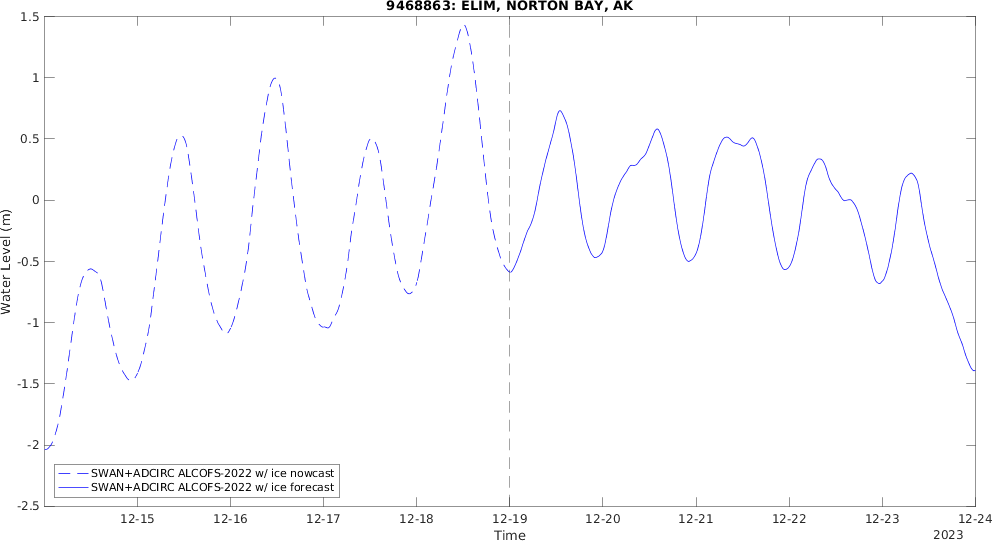 9468863: ELIM, NORTON BAY, AK
1.5
1
0.5
0
-0.5
-1
-1.5
-2
-2.5
Water Level (m)
SWAN+ADCIRC ALCOFS-2022 w/ ice nowcast
SWAN+ADCIRC ALCOFS-2022 w/ ice forecast
12-15 12-16 12-17 12-18 12-19 12-20 12-21 12-22 12-23 12-24
Time
2023